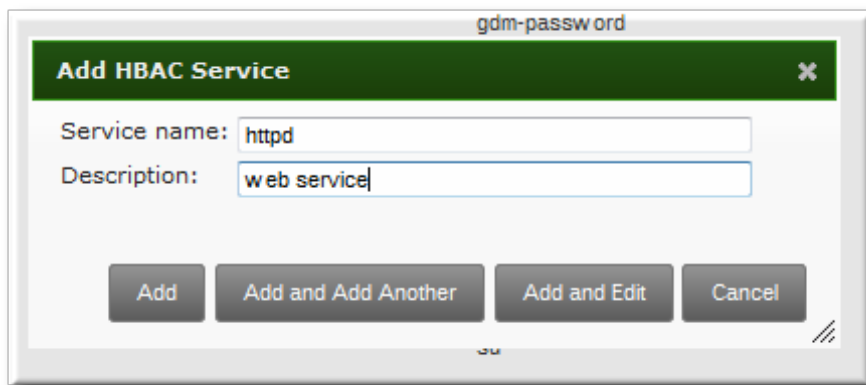 gdm-password
Add HBAC Service
Service name: httpd
Description: web service
Add Add and Add Another Add and Edit Cancel